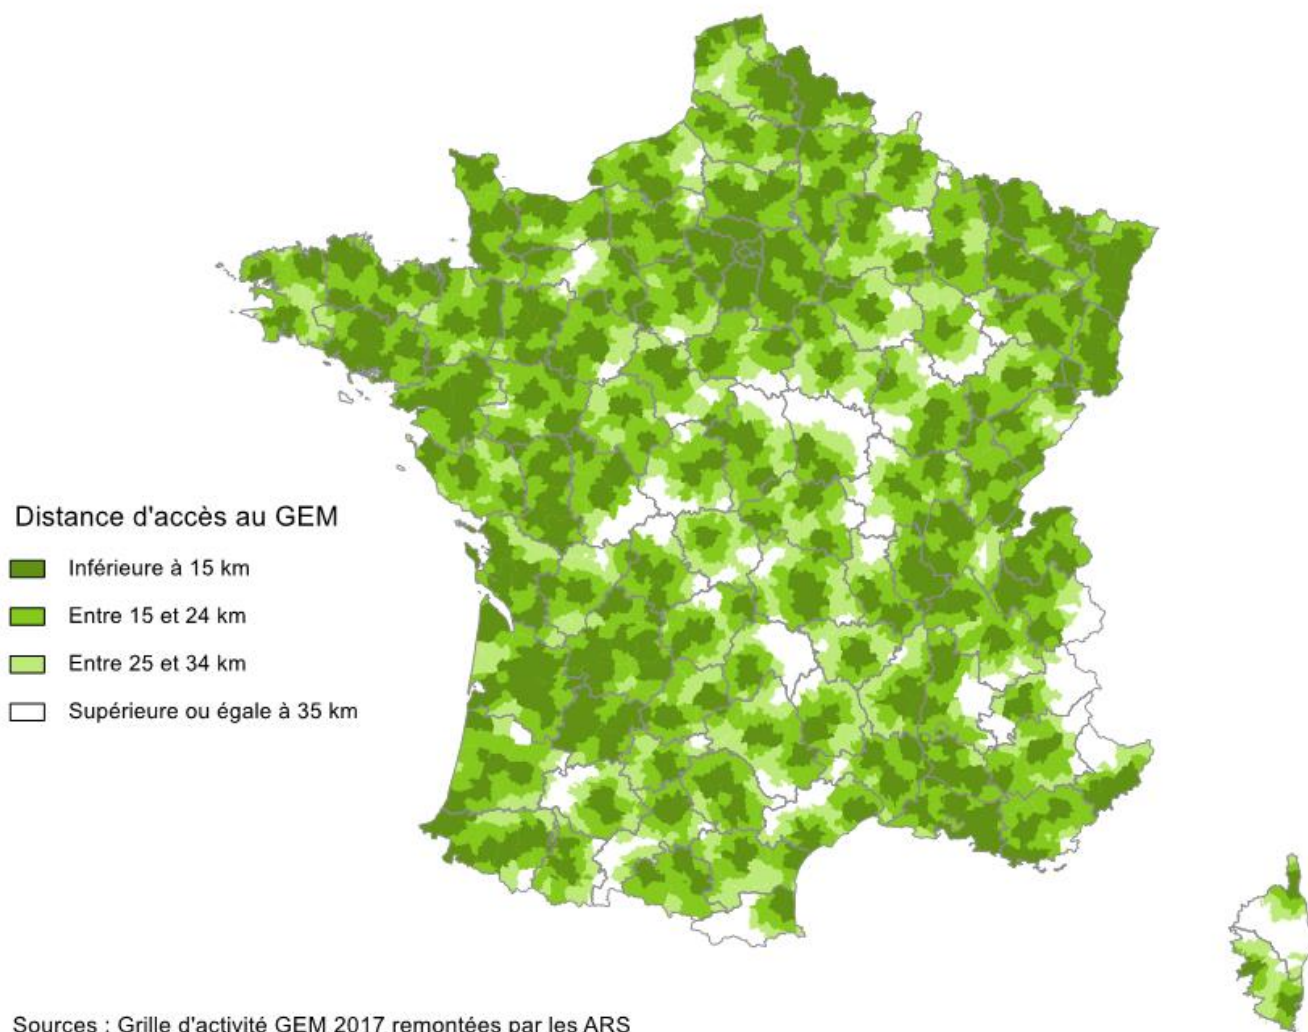 Distance d'accès au GEM
Inférieure à 15 km
Entre 15 et 24 km
Entre 25 et 34 km
Supérieure ou égale à 35 km
Sources : Grille d'activité GEM 2017 remontées par les ARS